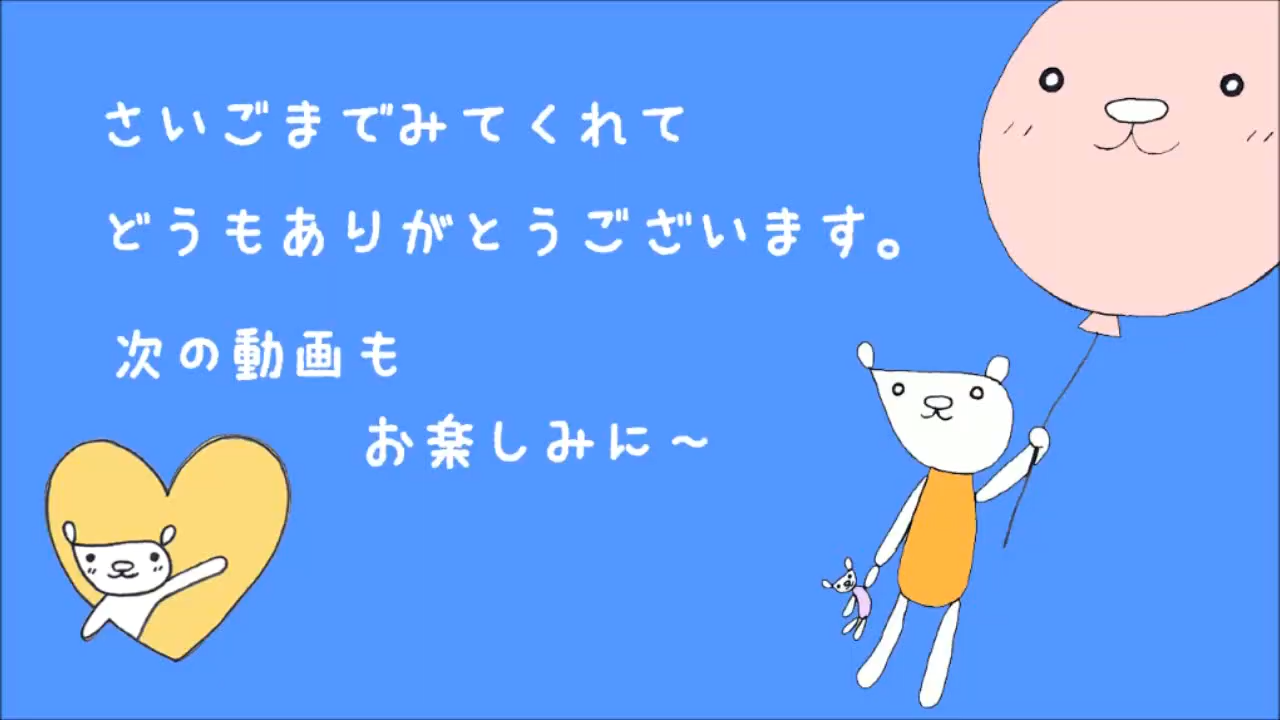 さいごまでみてくれて
どうもありがとうございます。
次の動画も
お楽しみに～